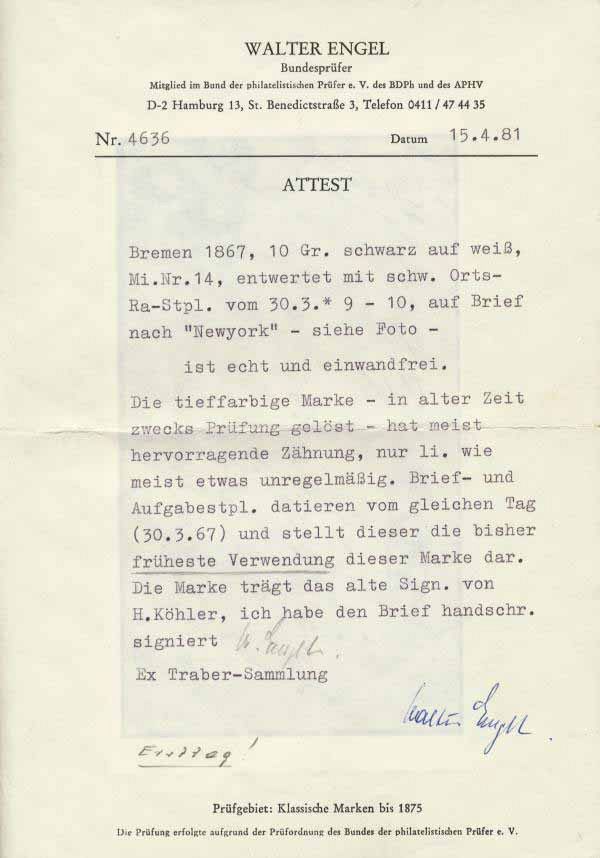 WALTER ENGEL
Bundesprüfer
Mitglied im Bund der philatelistischen Prüfer e. V. des BDPh und des APHV
D-2 Hamburg 13, St. Benedictstraße 3, Telefon 0411 / 47 44 35
Nr. 4636 Datum 15.4.81
ATTEST
Bremen 1867, 10 Gr. schwarz auf weiß,
Mi.Nr.14, entwertet mit schw. Orts-
Ra-Stpl. vom 30.3.* 9 - 10, auf Brief
nach "Newyork" - siehe Foto -
ist echt und einwandfrei.
Die tieffarbige Marke - in alter Zeit
zwecks Prüfung gelöst - hat meist
hervorragende Zähnung, nur li. wie
meist etwas unregelmäßig. Brief- und
Aufgabestpl. datieren vom gleichen Tag
(30.3.67) und stellt dieser die bisher
früheste Verwendung dieser Marke dar.
Die Marke trägt das alte Sign. von
H.Köhler, ich habe den Brief handschr.
signiert W. Engel.
Ex Traber-Sammlung
Walter Engel.
Ersttag!
Prüfgebiet: Klassische Marken bis 1875
Die Prüfung erfolgte aufgrund der Prüfordnung des Bundes der philatelistischen Prüfer e. V.